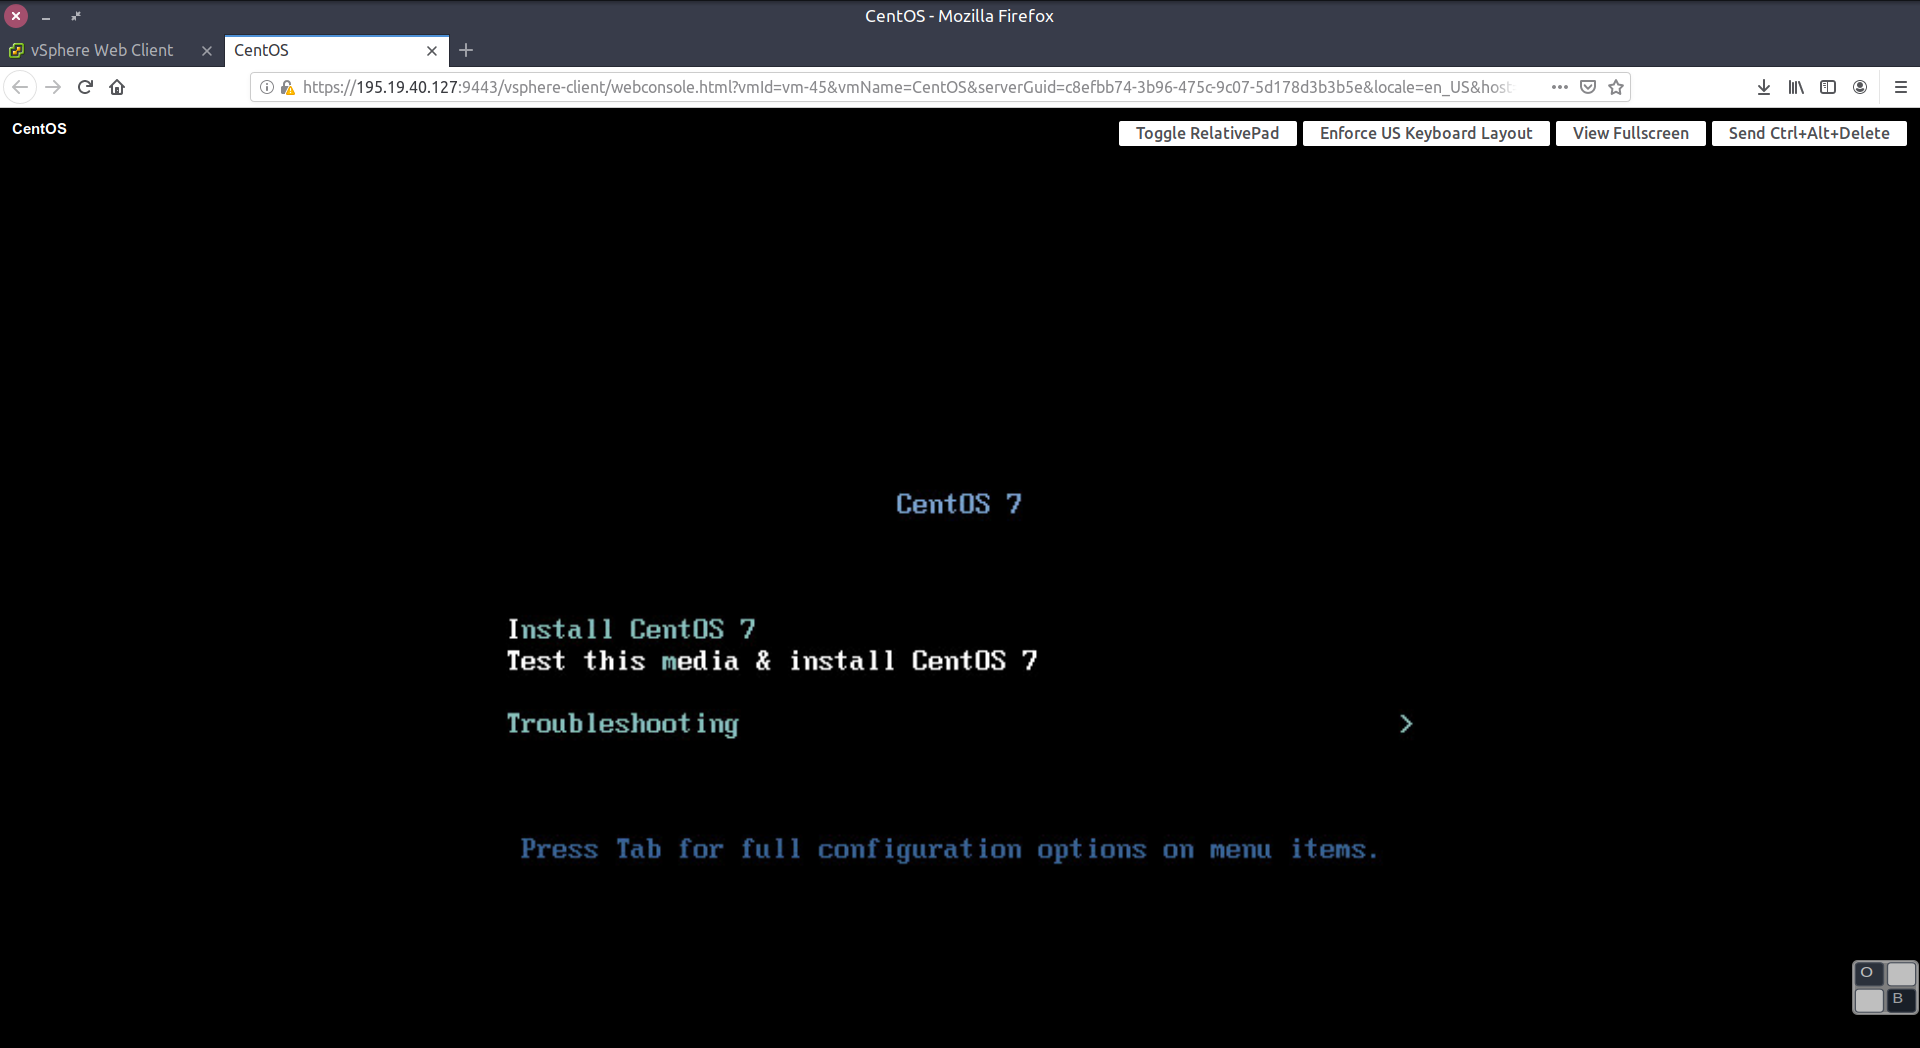 CentOS - Mozilla Firefox
vSphere Web Client
CentOS
https://195.19.40.127:9443/vsphere-client/webconsole.html?vmId=vm-45&vmName=CentOS&serverGuid=c8efbb74-3b96-475c-9c07-5d178d3b3b5e&locale=en_US&host
CentOS
Toggle RelativePad
Enforce US Keyboard Layout
View Fullscreen
Send Ctrl+Alt+Delete
CentOS 7
Install CentOS 7
Test this media & install CentOS 7
Troubleshooting >
Press Tab for full configuration options on menu items.
O
B